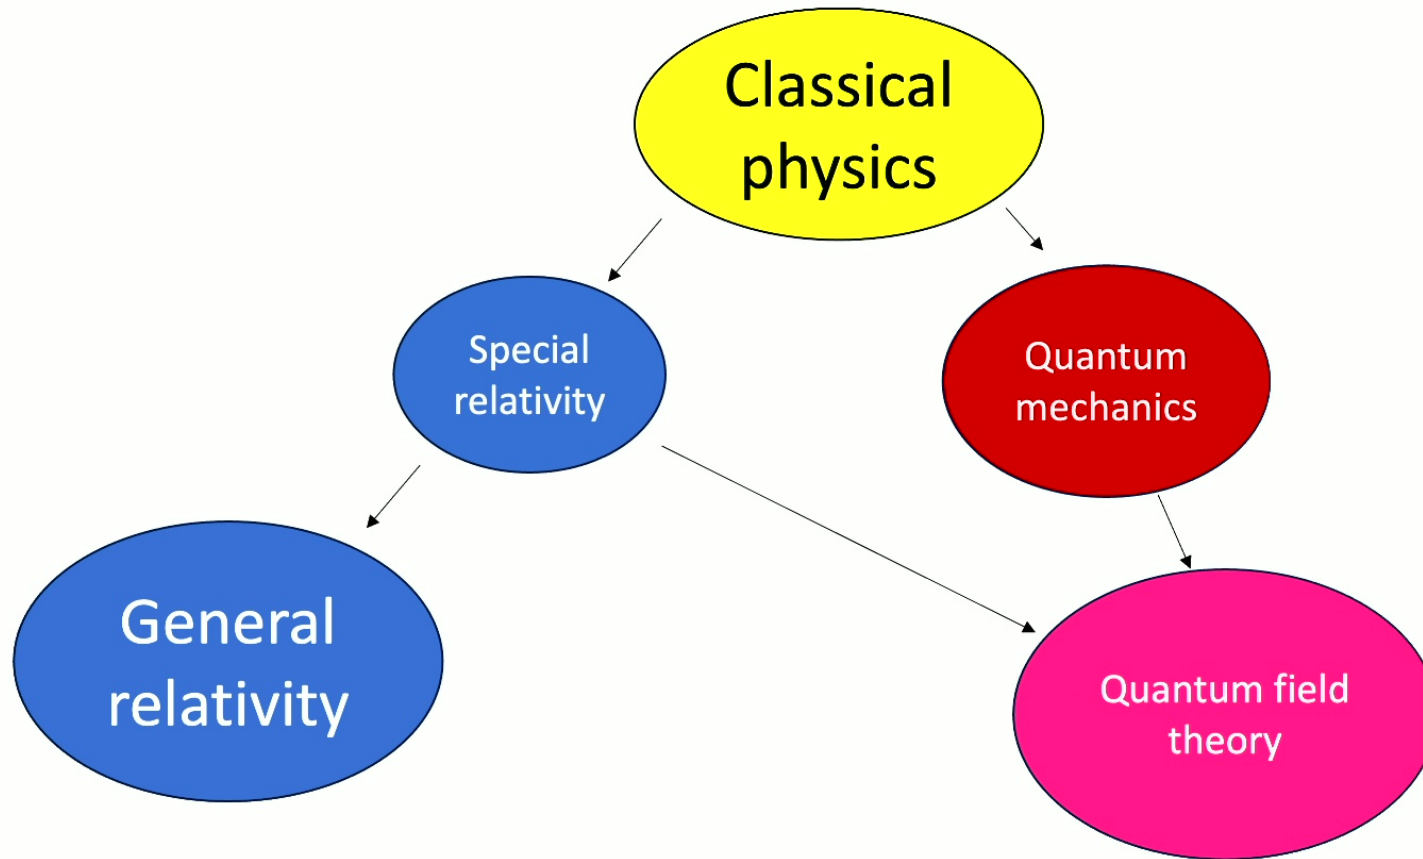 Classical
physics
Special
relativity
Quantum
mechanics
General
relativity
Quantum field
theory